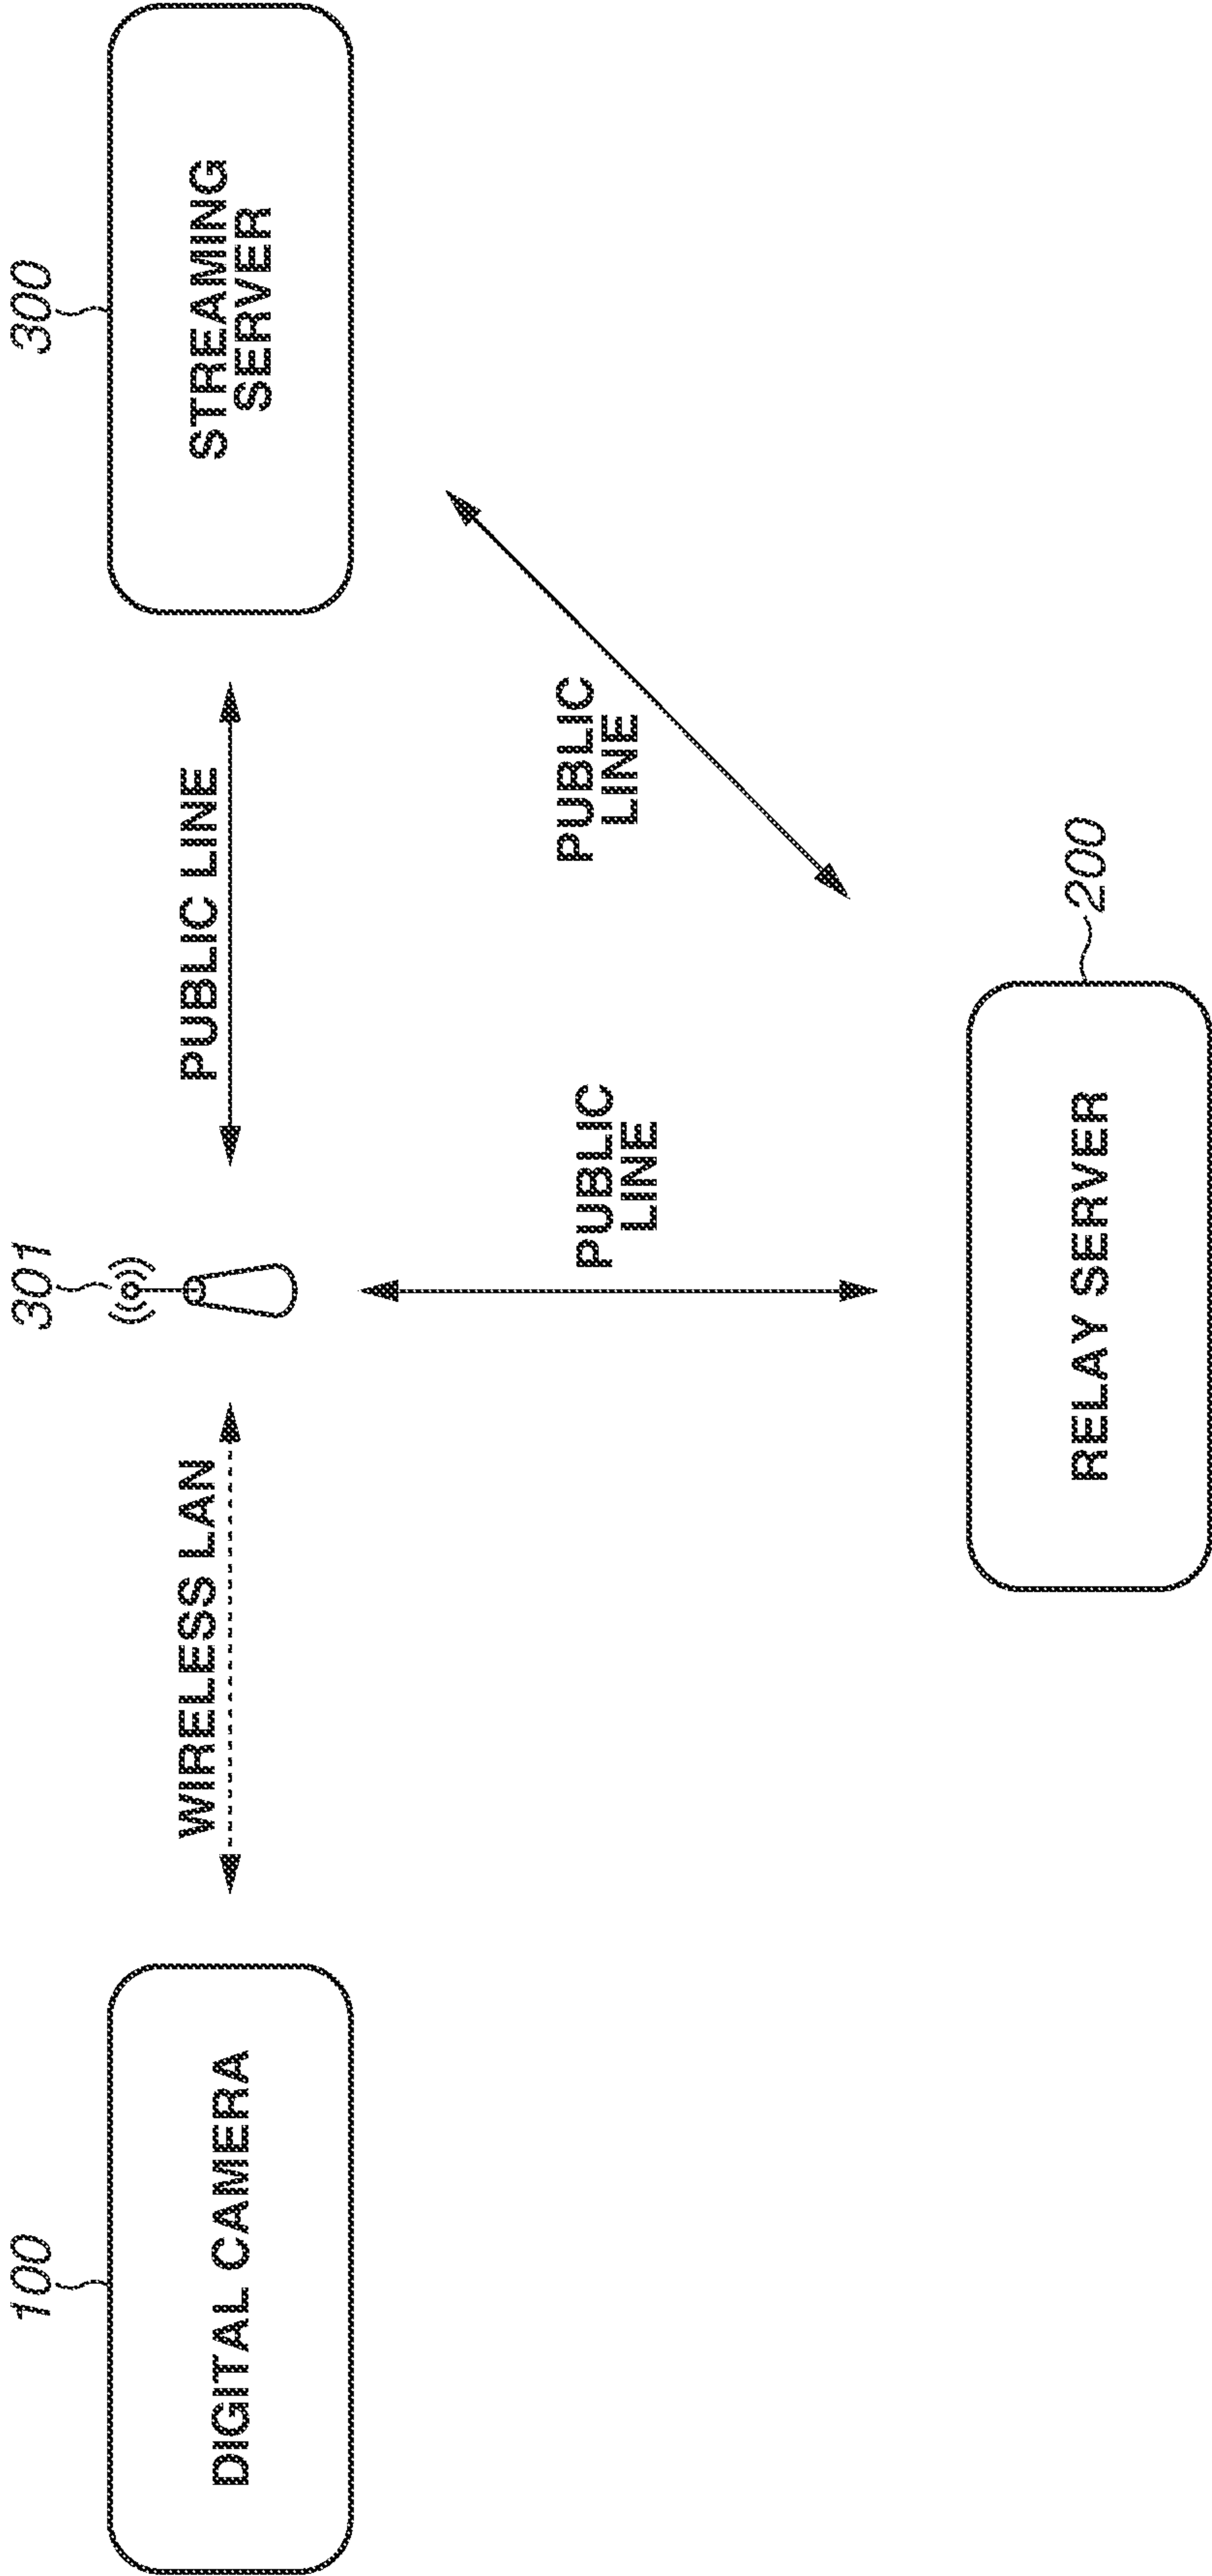 100
301
300
DIGITAL CAMERA
WIRELESS LAN
PUBLIC LINE
STREAMING
SERVER
PUBLIC
LINE
PUBLIC
LINE
200
RELAY SERVER